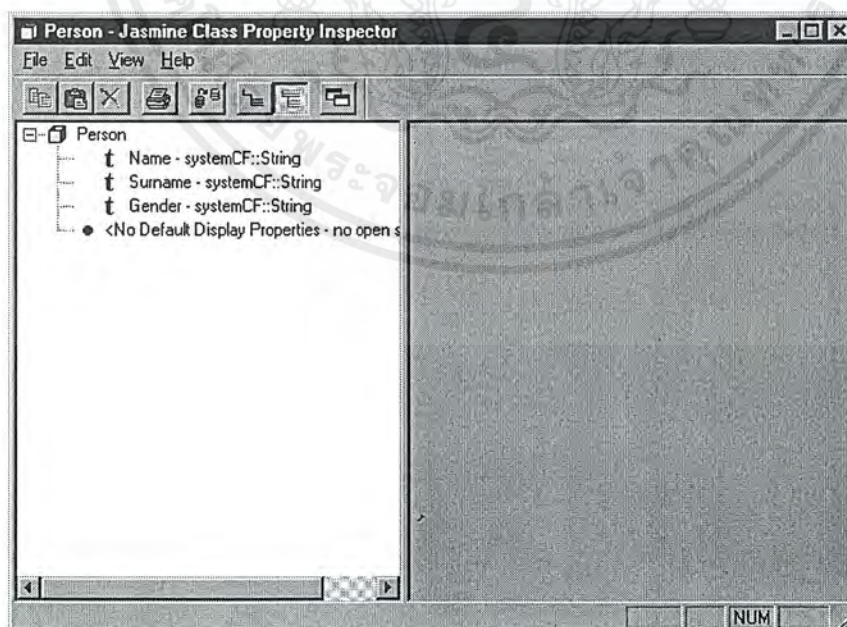 Person - Jasmine Class Property Inspector
File Edit View Help
Person
t Name - systemCF::String
t Surname - systemCF::String
t Gender - systemCF::String
<No Default Display Properties - no open s
NUM